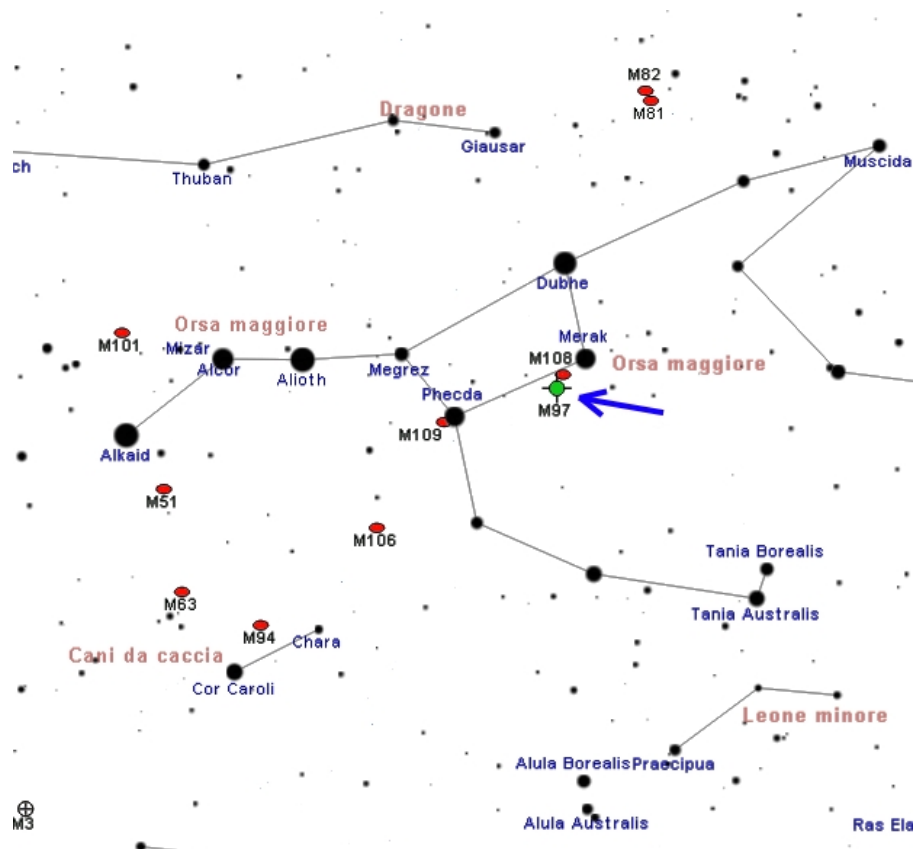 M82
M81
Dragone
Giausar
Muscida
ch
Thuban
Dubhe
Orsa maggiore
M101
Mizar
Alcor
Alioth
Megrez
Merak
M108
Orsa maggiore
Phecda
M97
M109
Alkaid
M51
M106
Tania Borealis
M63
Tania Australis
M94
Chara
Cani da caccia
Cor Caroli
Leone minore
Alula Borealis
Praecipua
M3
Alula Australis
Ras Ela